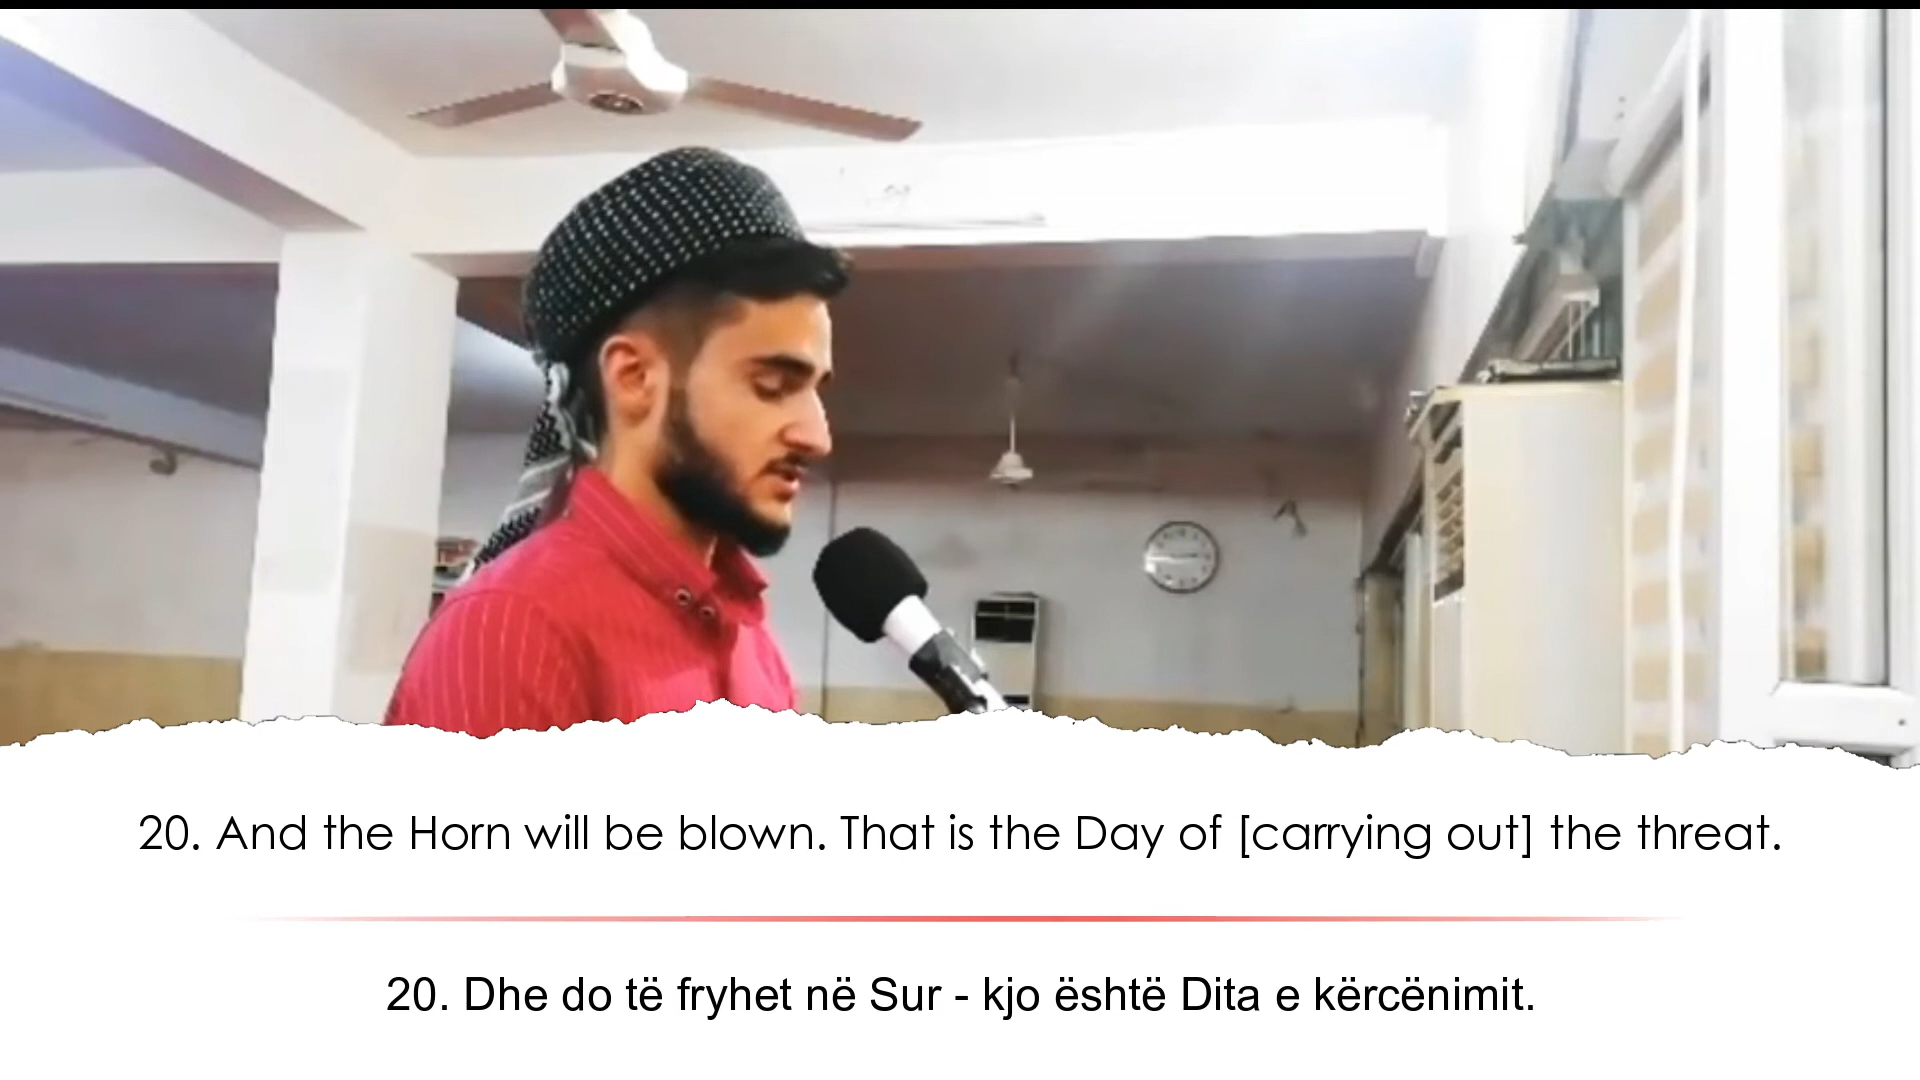 20. And the Horn will be blown. That is the Day of [carrying out] the threat.
20. Dhe do të fryhet në Sur - kjo është Dita e kërcënimit.